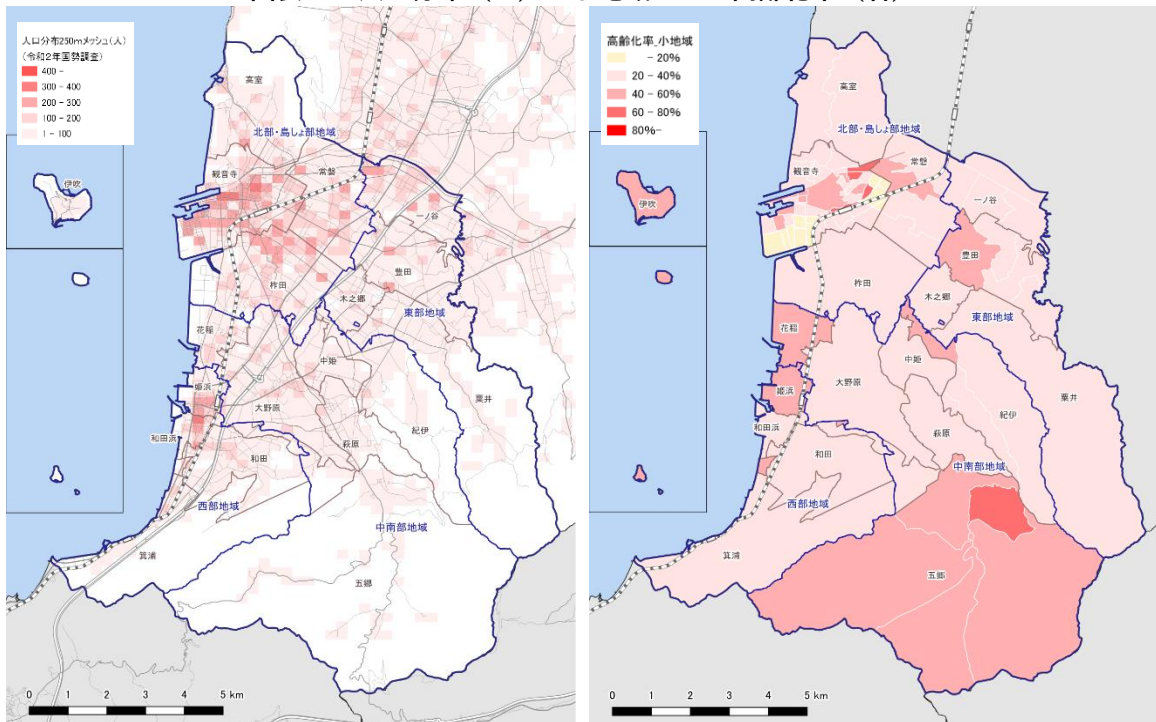 人口分布250mメッシュ(人)
(令和2年国勢調査)
400 -
300 - 400
200 - 300
100 - 200
1 - 100
高室
北部・島しょ部地域
伊吹
観音寺
常磐
一ノ谷
豊田
柞田
木之郷
東部地域
花稲
中姫
姫浜
大野原
粟井
紀伊
和田浜
萩原
和田
西部地域
中南部地域
箕浦
五郷
0 1 2 3 4 5 km
高齢化率_小地域
- 20%
20 - 40%
40 - 60%
60 - 80%
80%-
高室
北部・島しょ部地域
常磐
観音寺
伊吹
一ノ谷
豊田
柞田
木之郷
東部地域
花稲
中姫
姫浜
大野原
粟井
紀伊
和田浜
萩原
和田
中南部地域
西部地域
箕浦
五郷
0 1 2 3 4 5 km